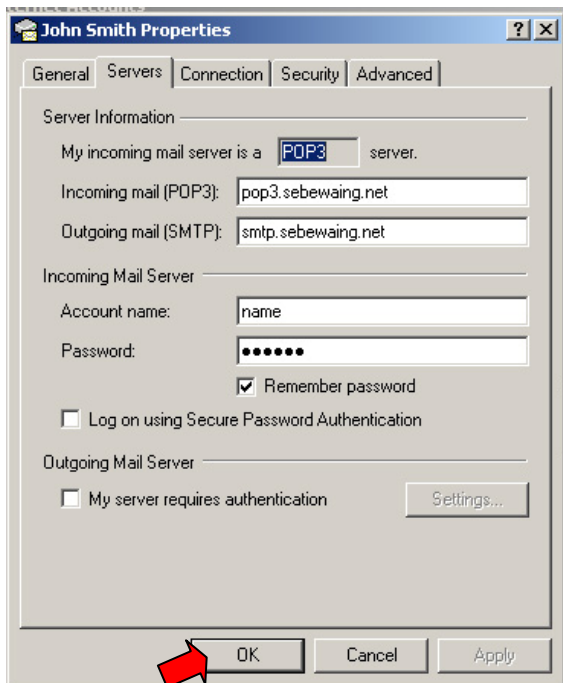 ternet Accounts
John Smith Properties
General Servers Connection Security Advanced
Server Information
My incoming mail server is a POP3 server.
Incoming mail (POP3): pop3.sebewaing.net
Outgoing mail (SMTP): smtp.sebewaing.net
Incoming Mail Server
Account name: name
Password: ●●●●●●
Remember password
Log on using Secure Password Authentication
Outgoing Mail Server
My server requires authentication Settings...
OK Cancel Apply